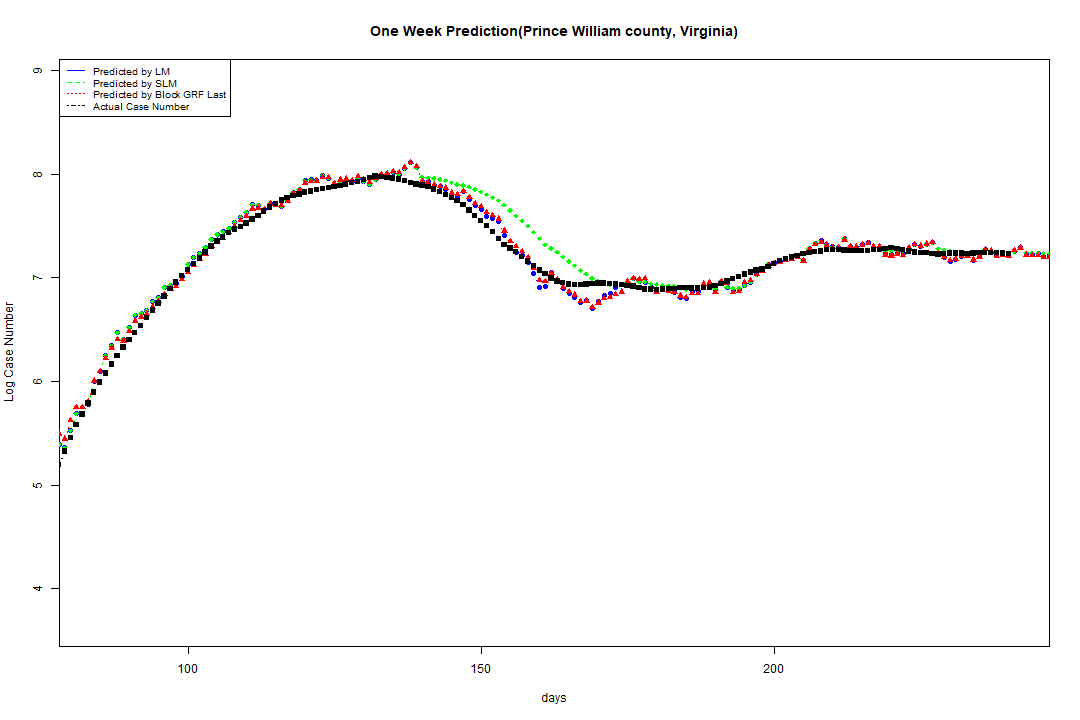 One Week Prediction(Prince William county, Virginia)
Predicted by LM
Predicted by SLM
Predicted by Block GRF Last
Actual Case Number
9
8
7
6
5
4
Log Case Number
100
150
200
days